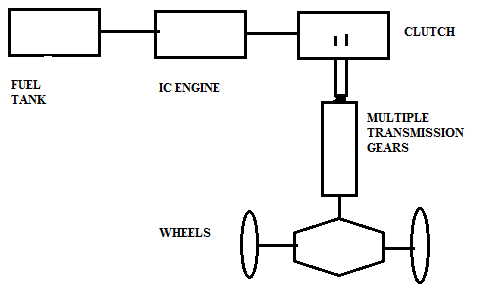 CLUTCH
FUEL
TANK
IC ENGINE
MULTIPLE
TRANSMISSION
GEARS
WHEELS